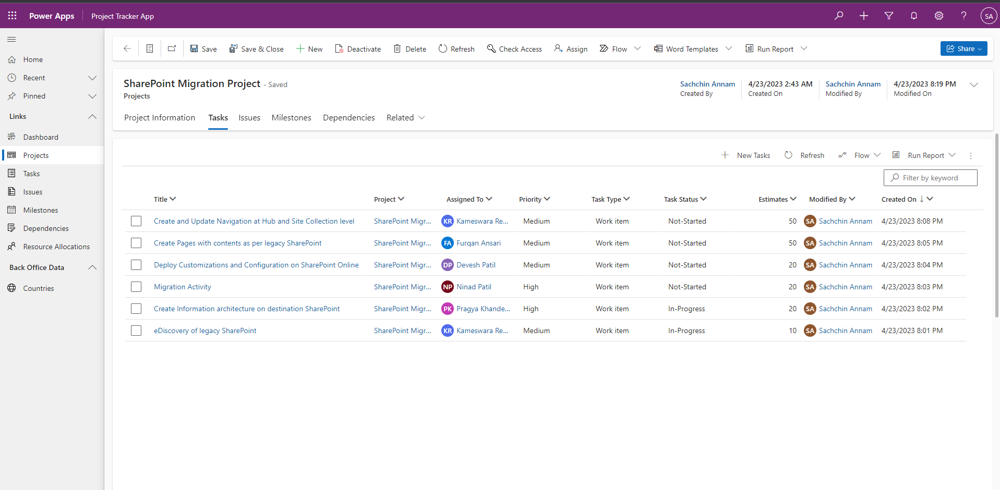 Power Apps Project Tracker App SA
Home
Recent
Pinned
Links
Dashboard
Projects
Tasks
Issues
Milestones
Dependencies
Resource Allocations
Back Office Data
Countries
Save Save & Close New Deactivate Delete Refresh Check Access Assign Flow Word Templates Run Report Share
SharePoint Migration Project - Saved
Projects
Sachchin Annam 4/23/2023 2:43 AM Sachchin Annam 4/23/2023 8:19 PM
Created By Created On Modified By Modified On
Project Information Tasks Issues Milestones Dependencies Related
New Tasks Refresh Flow Run Report
Filter by keyword
Title Project Assigned To Priority Task Type Task Status Estimates Modified By Created On
Create and Update Navigation at Hub and Site Collection level SharePoint Migr... KR Kameswara Re... Medium Work item Not-Started 50 SA Sachchin Annam 4/23/2023 8:08 PM
Create Pages with contents as per legacy SharePoint SharePoint Migr... FA Furqan Ansari Medium Work item Not-Started 50 SA Sachchin Annam 4/23/2023 8:05 PM
Deploy Customizations and Configuration on SharePoint Online SharePoint Migr... DP Devesh Patil Medium Work item Not-Started 20 SA Sachchin Annam 4/23/2023 8:04 PM
Migration Activity SharePoint Migr... NP Ninad Patil High Work item Not-Started 20 SA Sachchin Annam 4/23/2023 8:03 PM
Create Information architecture on destination SharePoint SharePoint Migr... PK Pragya Khande... High Work item In-Progress 20 SA Sachchin Annam 4/23/2023 8:02 PM
eDiscovery of legacy SharePoint SharePoint Migr... KR Kameswara Re... Medium Work item In-Progress 10 SA Sachchin Annam 4/23/2023 8:01 PM